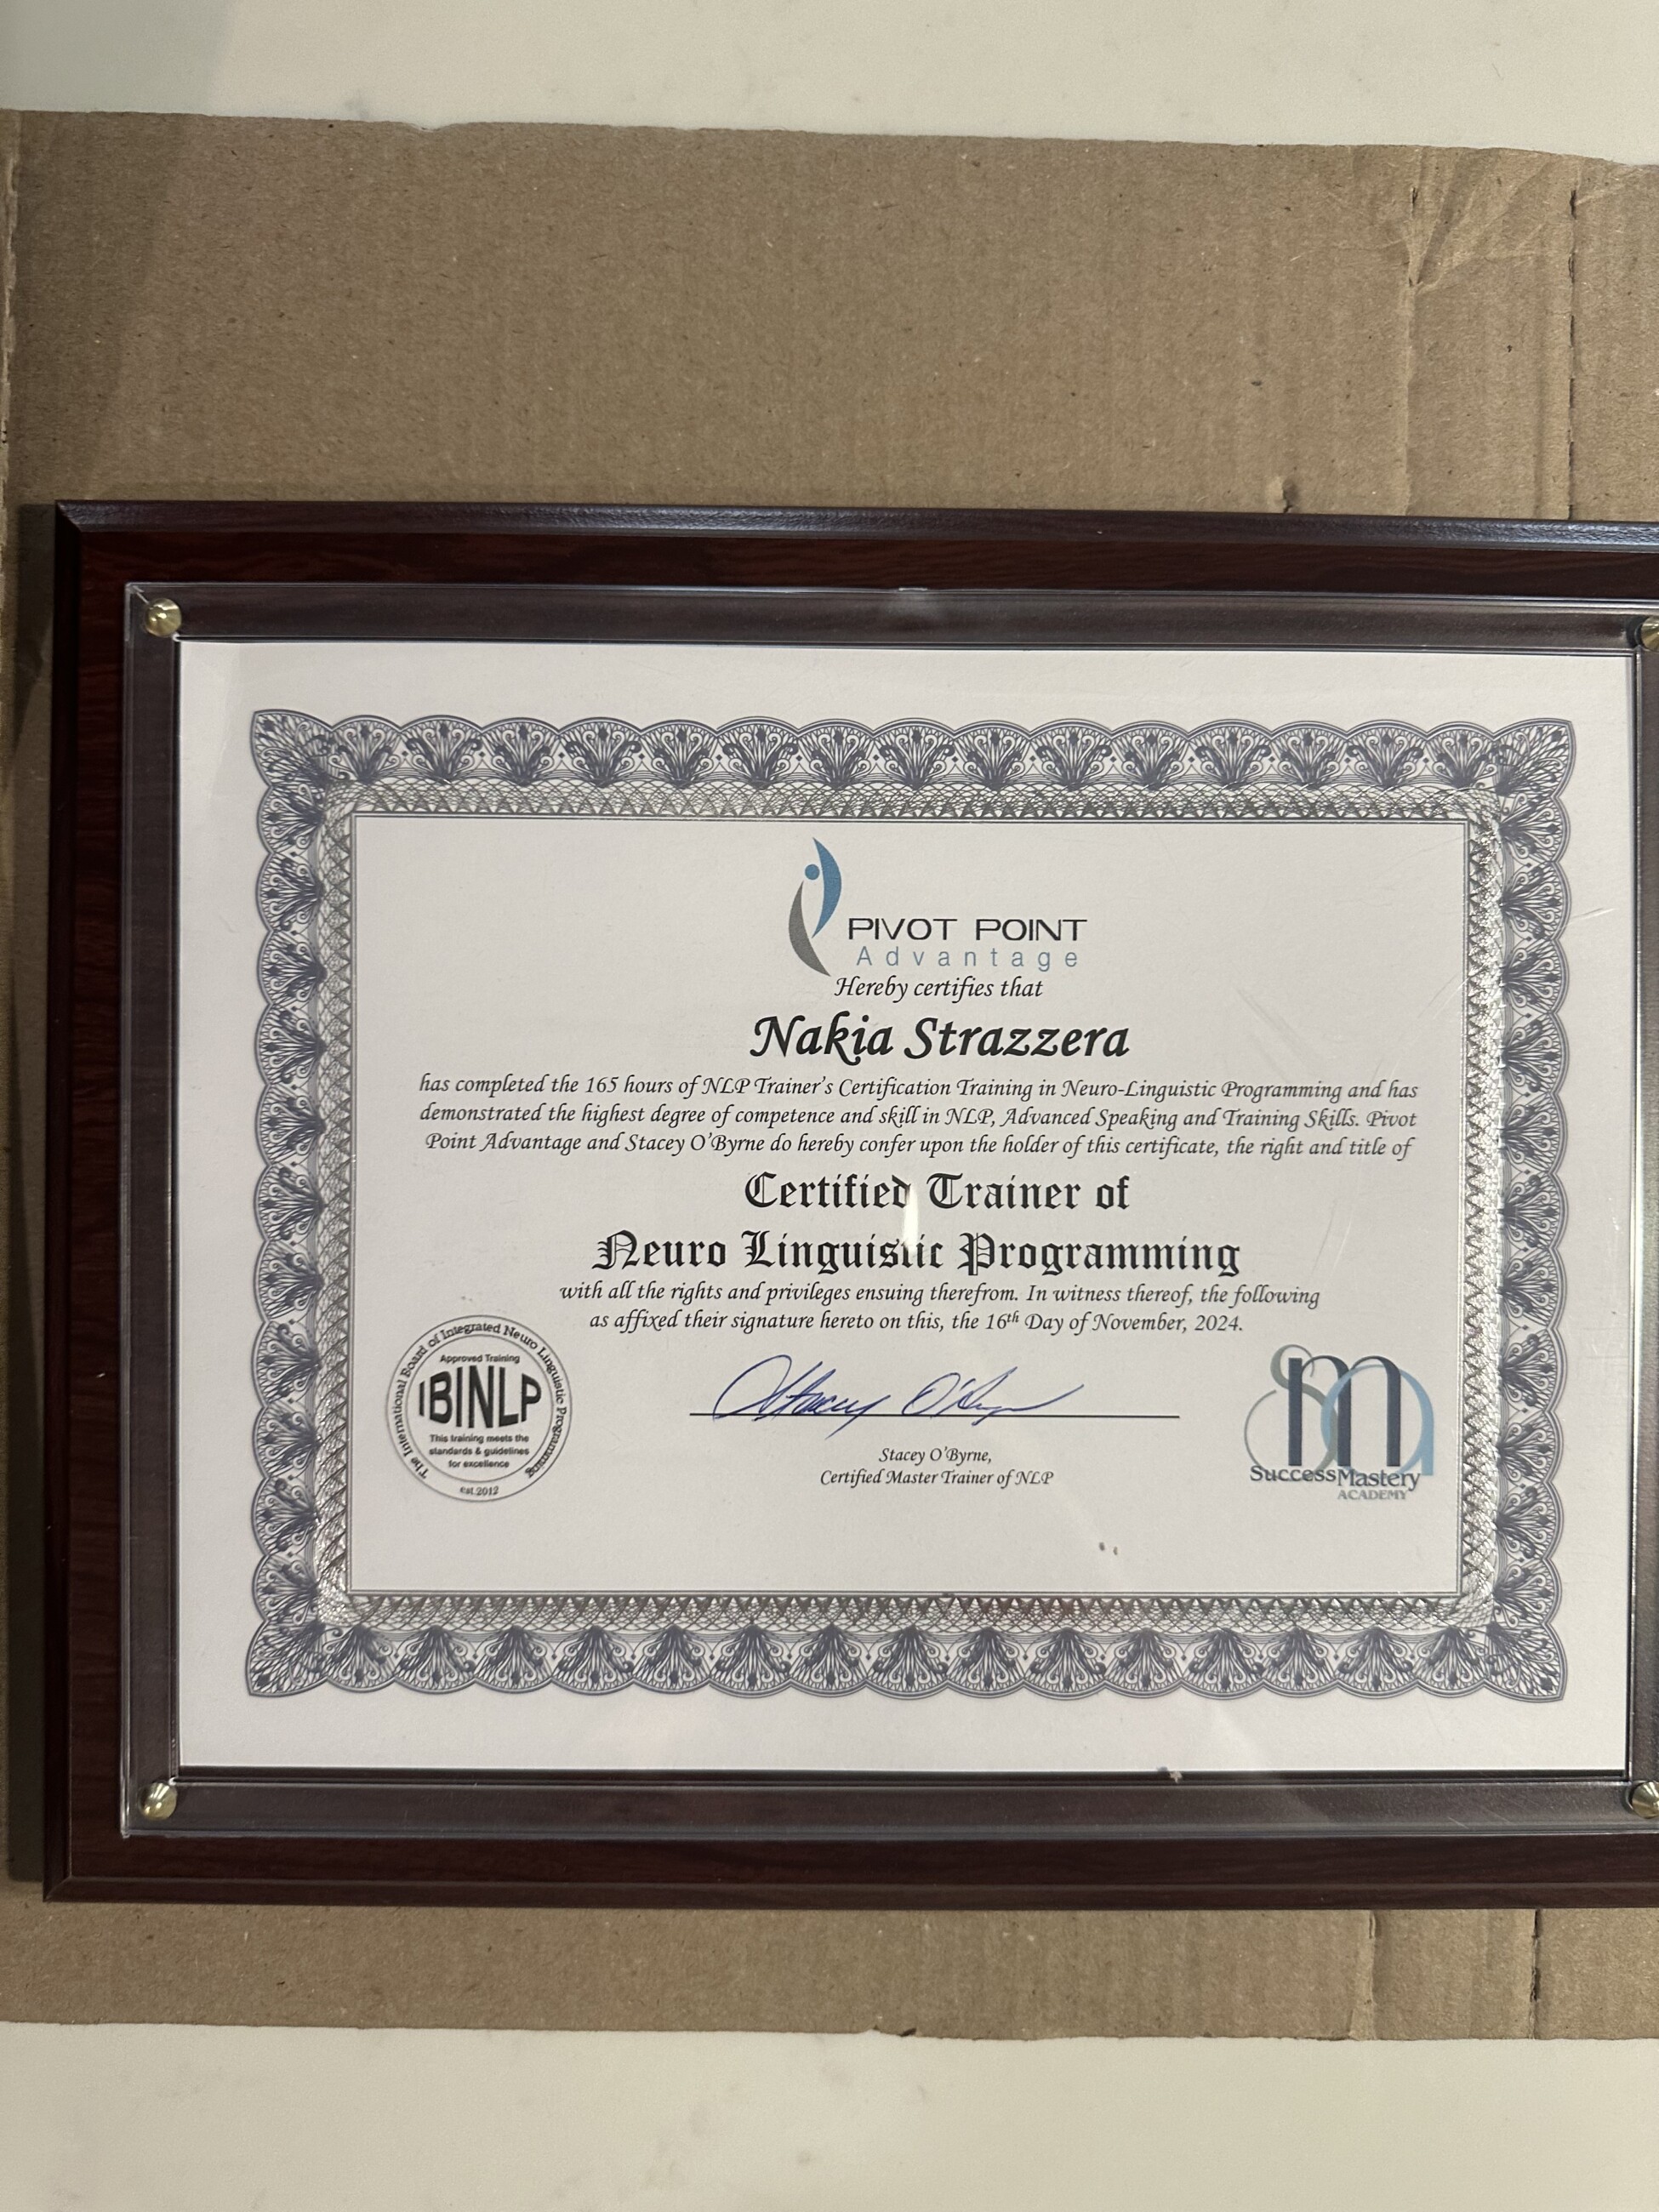 PIVOT POINT
Advantage
Hereby certifies that
Nakia Strazzera
has completed the 165 hours of NLP Trainer's Certification Training in Neuro-Linguistic Programming and has
demonstrated the highest degree of competence and skill in NLP, Advanced Speaking and Training Skills. Pivot
Point Advantage and Stacey O'Byrne do hereby confer upon the holder of this certificate, the right and title of
Certified Trainer of
Neuro Linguistic Programming
with all the rights and privileges ensuing therefrom. In witness thereof, the following
as affixed their signature hereto on this, the 16th Day of November, 2024.
The International Board of Integrated Neuro Linguistic Programming
Approved Training
IBINLP
This training meets the
standards & guidelines
for excellence
est.2012
Stacey O'Byrne
Stacey O'Byrne,
Certified Master Trainer of NLP
sma
SuccessMastery
ACADEMY